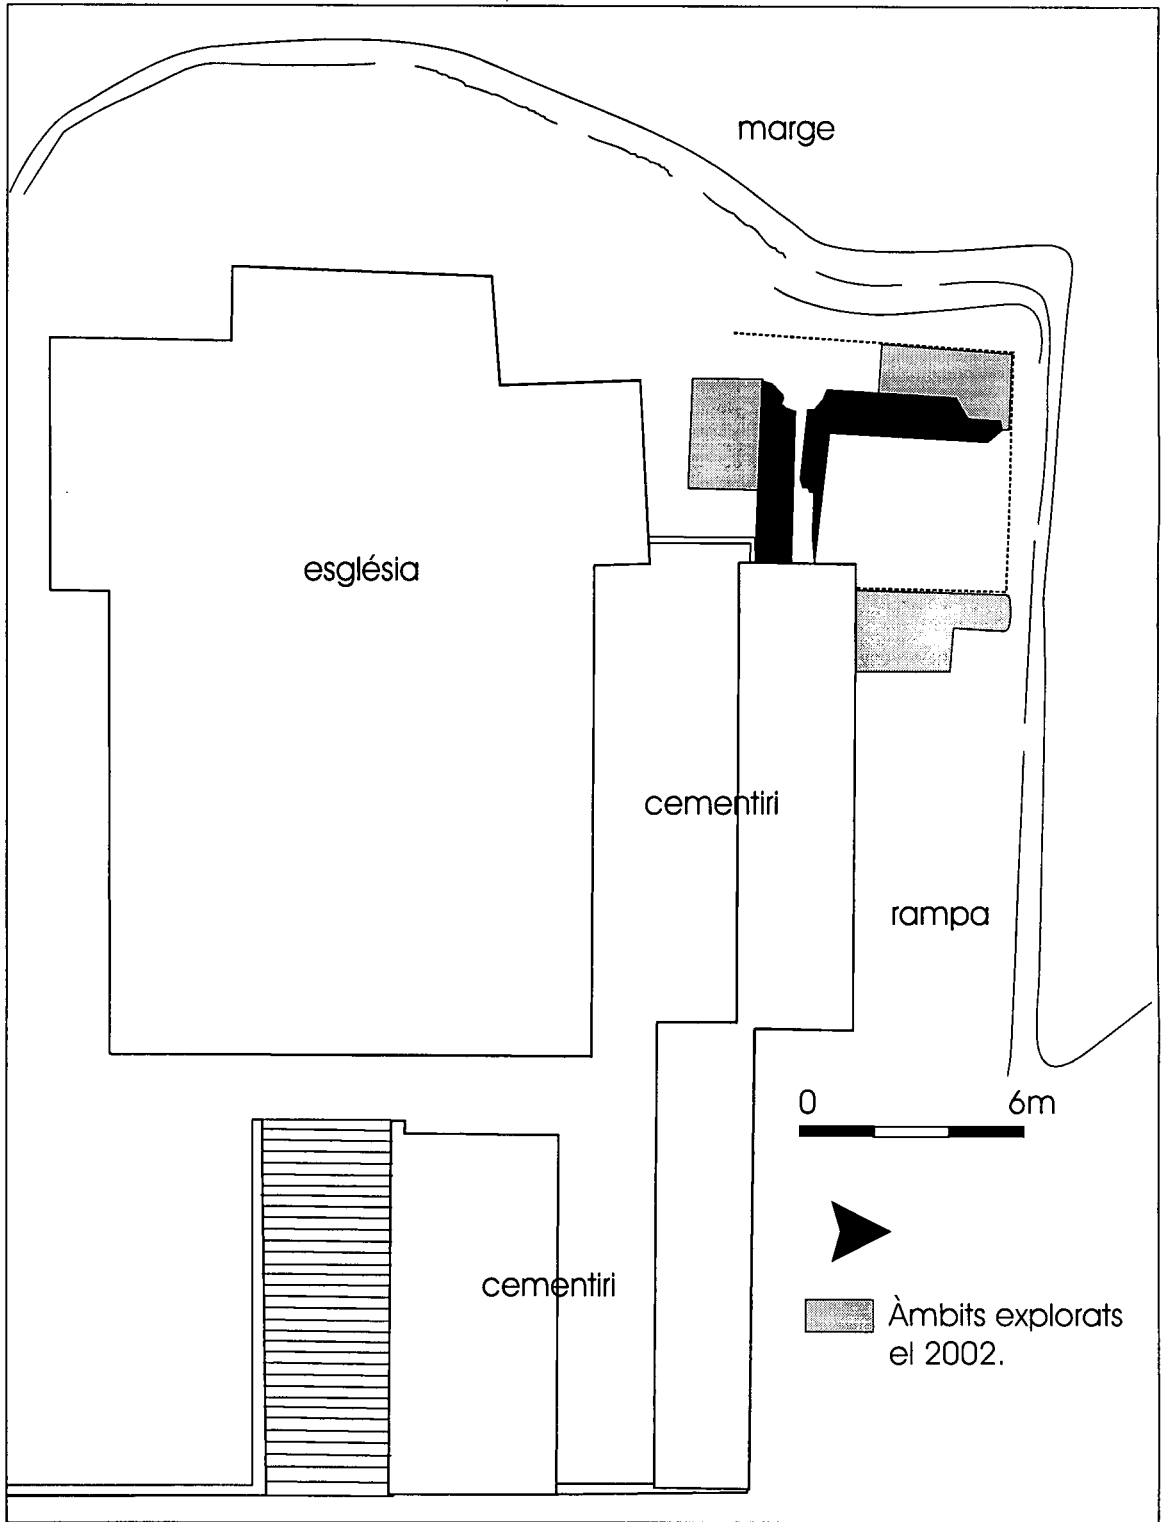 marge
església
cementiri
rampa
0 6m
cementiri
Àmbits explorats
el 2002.